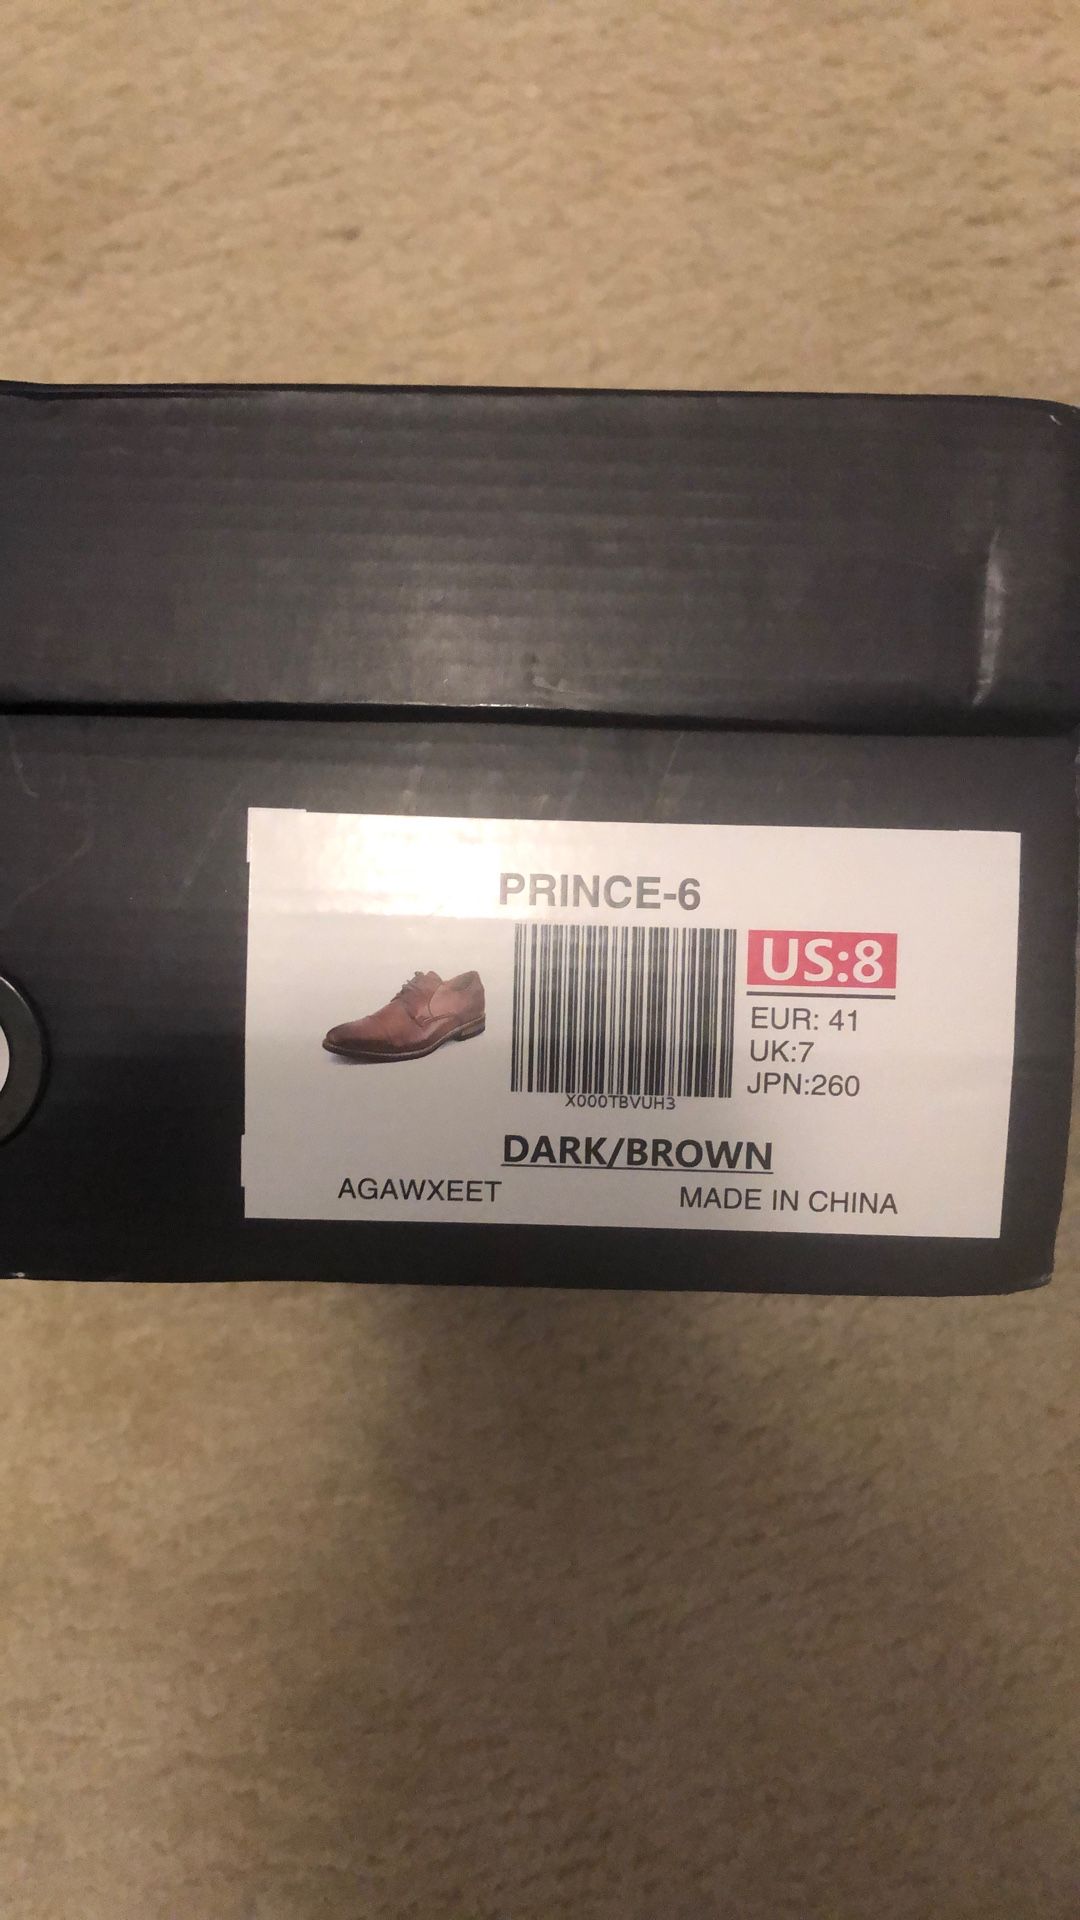 PRINCE-6
US:8
EUR: 41
UK:7
JPN:260
X000TBVUH3
DARK/BROWN
AGAWXEET
MADE IN CHINA